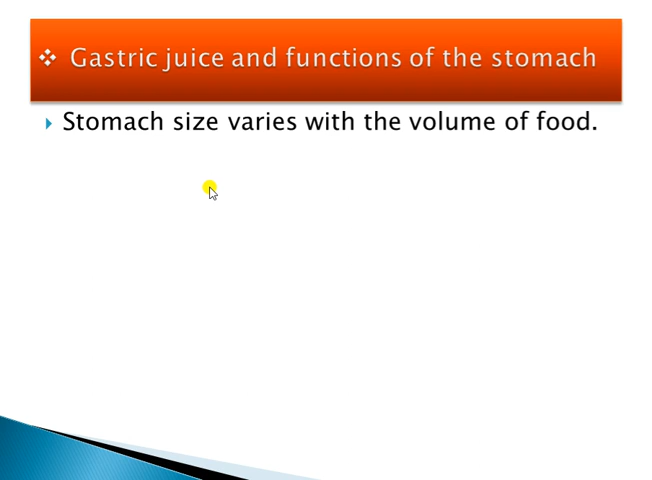 Gastric juice and functions of the stomach
Stomach size varies with the volume of food.